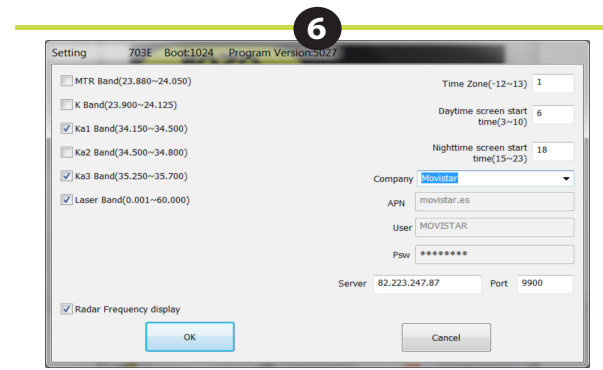 6
Setting 703E Boot:1024 Program Version:5027
MTR Band(23.880~24.050)
K Band(23.900~24.125)
Ka1 Band(34.150~34.500)
Ka2 Band(34.500~34.800)
Ka3 Band(35.250~35.700)
Laser Band(0.001~60.000)
Time Zone(-12~13) 1
Daytime screen start
time(3~10) 6
Nighttime screen start
time(15~23) 18
Company Movistar
APN movistar.es
User MOVISTAR
Psw ●●●●●●●●
Server 82.223.247.87 Port 9900
Radar Frequency display
OK Cancel